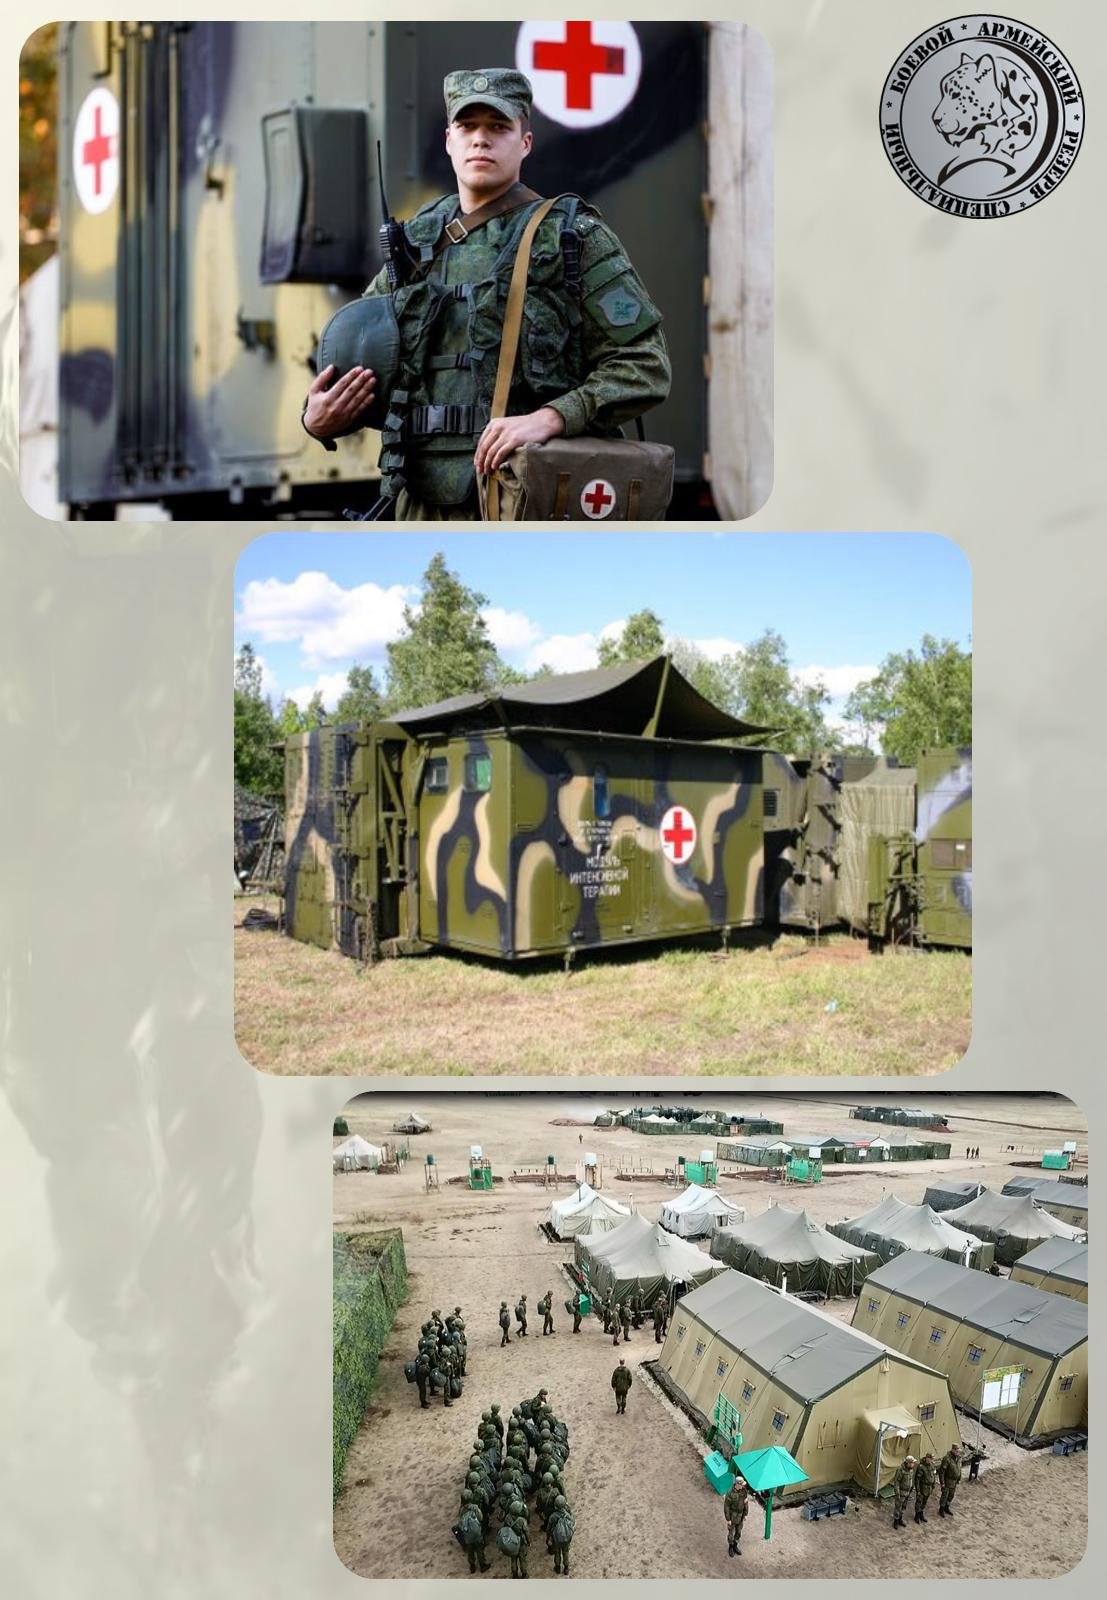 БОЕВОЙ * АРМЕЙСКИЙ * РЕЗЕРВ * СПЕЦИАЛЬНЫЙ *
МОДУЛЬ
ИНТЕНСИВНОЙ
ТЕРАПИИ